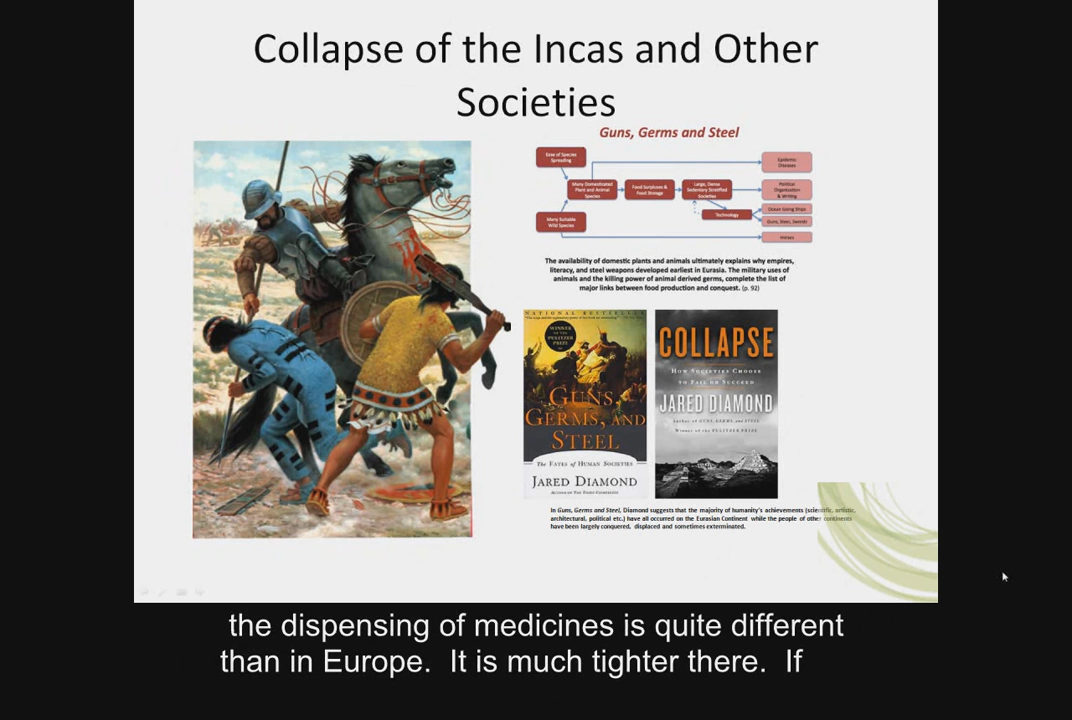 Collapse of the Incas and Other
Societies
Guns, Germs and Steel
Ease of Species
Spreading
Many Domesticated
Plant and Animal
Species
Food Surpluses &
Food Storage
Large, Dense
Sedentary Stratified
Societies
Technology
Many Suitable
Wild Species
Epidemic
Diseases
Political
Organization
& Writing
Ocean Going Ships
Guns, Steel, Swords
Horses
The availability of domestic plants and animals ultimately explains why empires,
literacy, and steel weapons developed earliest in Eurasia. The military uses of
animals and the killing power of animal derived germs, complete the list of
major links between food production and conquest. (p. 92)
NATIONAL BESTSELLER
WINNER
OF THE
PULITZER
PRIZE
GUNS,
GERMS, AND
STEEL
The FATES of HUMAN SOCIETIES
JARED DIAMOND
COLLAPSE
HOW SOCIETIES CHOOSE
TO FAIL OR SUCCEED
JARED DIAMOND
Author of GUNS, GERMS, and STEEL
Winner of the PULITZER PRIZE
In Guns, Germs and Steel, Diamond suggests that the majority of humanity's achievements (scientific, artistic,
architectural, political etc.) have all occurred on the Eurasian Continent while the people of other continents
have been largely conquered, displaced and sometimes exterminated.
the dispensing of medicines is quite different
than in Europe. It is much tighter there. If